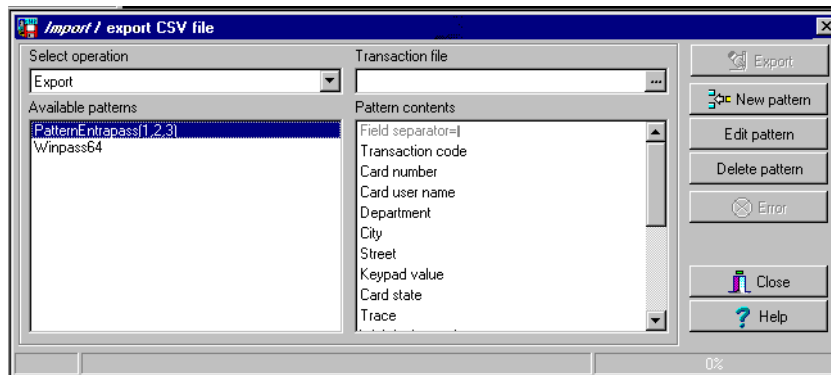 Import / export CSV file
Select operation
Export
Available patterns
PatternEntrapass(1,2,3)
Winpass64
Transaction file
...
Pattern contents
Field separator=|
Transaction code
Card number
Card user name
Department
City
Street
Keypad value
Card state
Trace
Export
New pattern
Edit pattern
Delete pattern
Error
Close
Help
0%